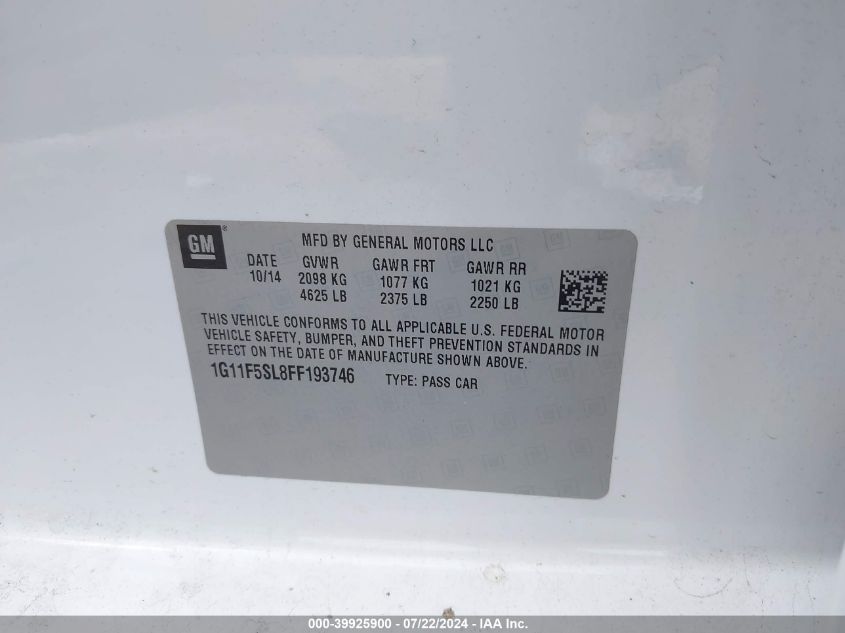 GM®
MFD BY GENERAL MOTORS LLC
DATE GVWR GAWR FRT GAWR RR
10/14 2098 KG 1077 KG 1021 KG
4625 LB 2375 LB 2250 LB
THIS VEHICLE CONFORMS TO ALL APPLICABLE U.S. FEDERAL MOTOR
VEHICLE SAFETY, BUMPER, AND THEFT PREVENTION STANDARDS IN
EFFECT ON THE DATE OF MANUFACTURE SHOWN ABOVE.
1G11F5SL8FF193746 TYPE: PASS CAR
000-39925900 - 07/22/2024 - IAA Inc.